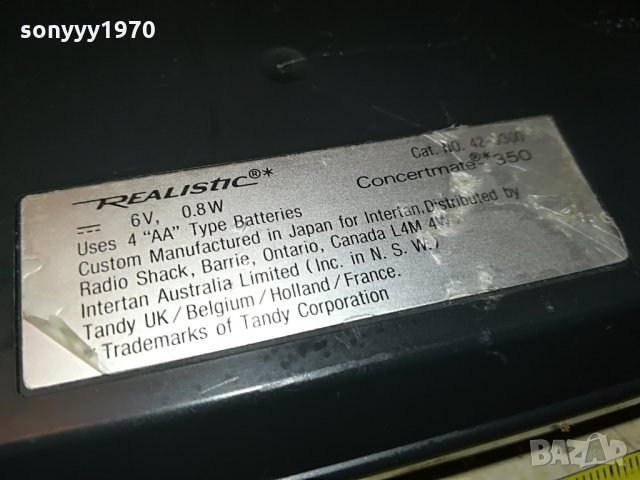 sonyyy1970
REALISTIC®*
Cat. NO. 42-
6V, 0.8W
Concertmate®* 350
Uses 4 "AA" Type Batteries
Custom Manufactured in Japan for Intertan, Distributed by
Radio Shack, Barrie, Ontario, Canada L4M 4W
Intertan Australia Limited (Inc. in N. S. W.)
Tandy UK/Belgium/Holland/France.
*Trademarks of Tandy Corporation
BAZAR